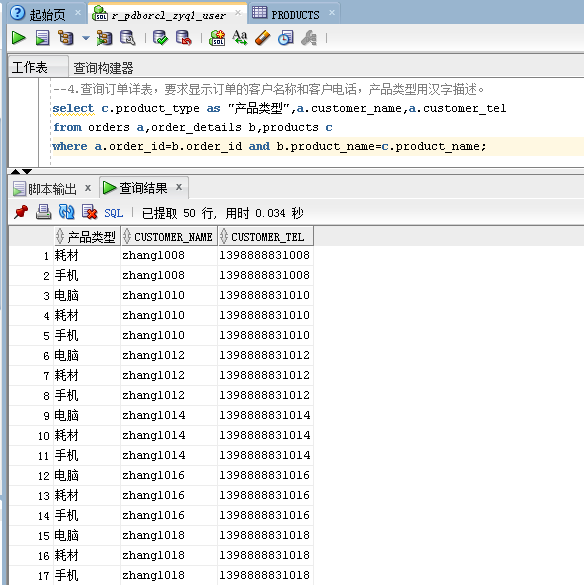 起始页 × r_pdborcl_zyq1_user × PRODUCTS ×
SQL
工作表 查询构建器
--4.查询订单详表，要求显示订单的客户名称和客户电话，产品类型用汉字描述。
select c.product_type as "产品类型",a.customer_name,a.customer_tel
from orders a,order_details b,products c
where a.order_id=b.order_id and b.product_name=c.product_name;
脚本输出 × 查询结果 ×
SQL | 已提取 50 行, 用时 0.034 秒
产品类型 CUSTOMER_NAME CUSTOMER_TEL
1 耗材 zhang1008 1398888831008
2 手机 zhang1008 1398888831008
3 电脑 zhang1010 1398888831010
4 耗材 zhang1010 1398888831010
5 手机 zhang1010 1398888831010
6 电脑 zhang1012 1398888831012
7 耗材 zhang1012 1398888831012
8 手机 zhang1012 1398888831012
9 电脑 zhang1014 1398888831014
10 耗材 zhang1014 1398888831014
11 手机 zhang1014 1398888831014
12 电脑 zhang1016 1398888831016
13 耗材 zhang1016 1398888831016
14 手机 zhang1016 1398888831016
15 电脑 zhang1018 1398888831018
16 耗材 zhang1018 1398888831018
17 手机 zhang1018 1398888831018